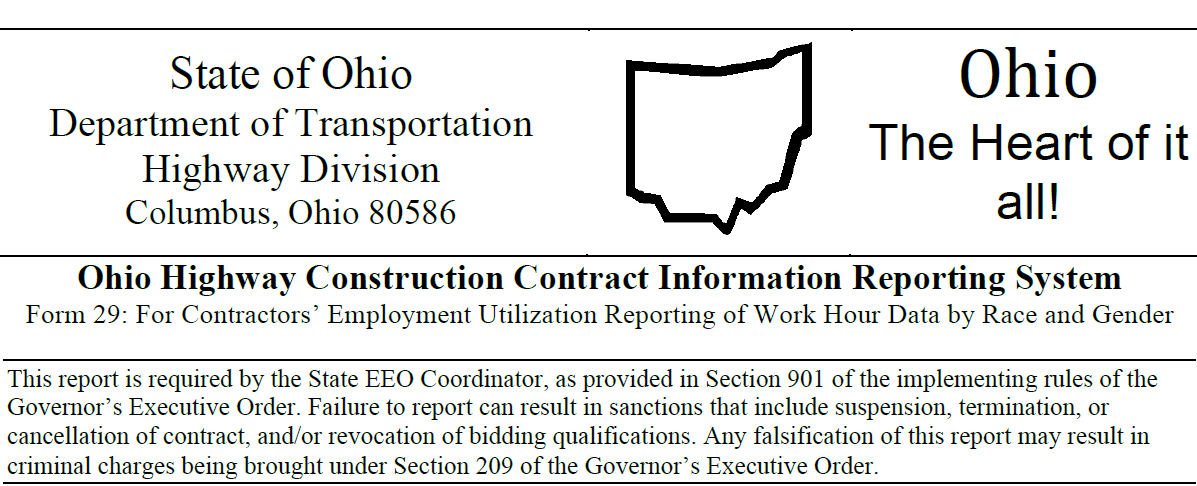 State of Ohio
Department of Transportation
Highway Division
Columbus, Ohio 80586
Ohio
The Heart of it
all!
Ohio Highway Construction Contract Information Reporting System
Form 29: For Contractors’ Employment Utilization Reporting of Work Hour Data by Race and Gender
This report is required by the State EEO Coordinator, as provided in Section 901 of the implementing rules of the
Governor’s Executive Order. Failure to report can result in sanctions that include suspension, termination, or
cancellation of contract, and/or revocation of bidding qualifications. Any falsification of this report may result in
criminal charges being brought under Section 209 of the Governor’s Executive Order.